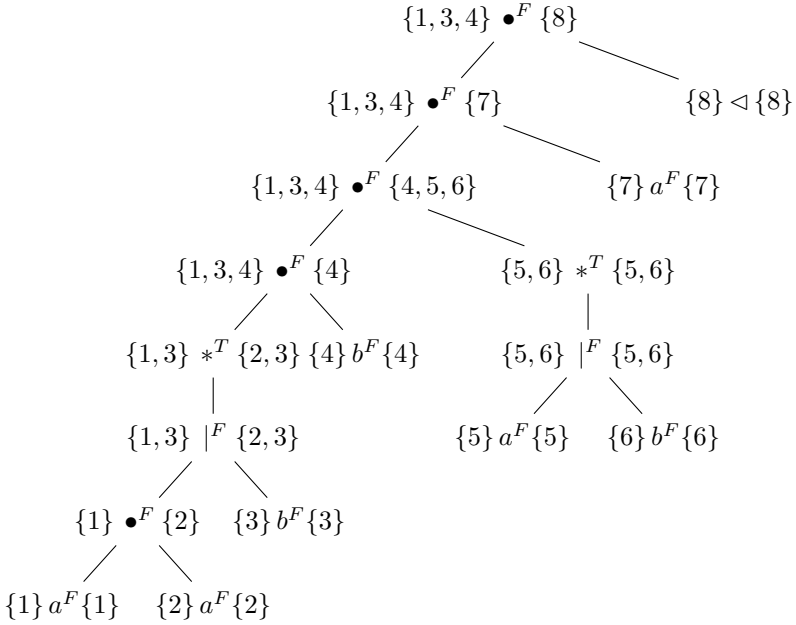 {1, 3, 4} •^F {8}
{1, 3, 4} •^F {7} {8} ◁ {8}
{1, 3, 4} •^F {4, 5, 6} {7} a^F {7}
{1, 3, 4} •^F {4} {5, 6} *^T {5, 6}
{1, 3} *^T {2, 3} {4} b^F {4} {5, 6} |^F {5, 6}
{1, 3} |^F {2, 3} {5} a^F {5} {6} b^F {6}
{1} •^F {2} {3} b^F {3}
{1} a^F {1} {2} a^F {2}